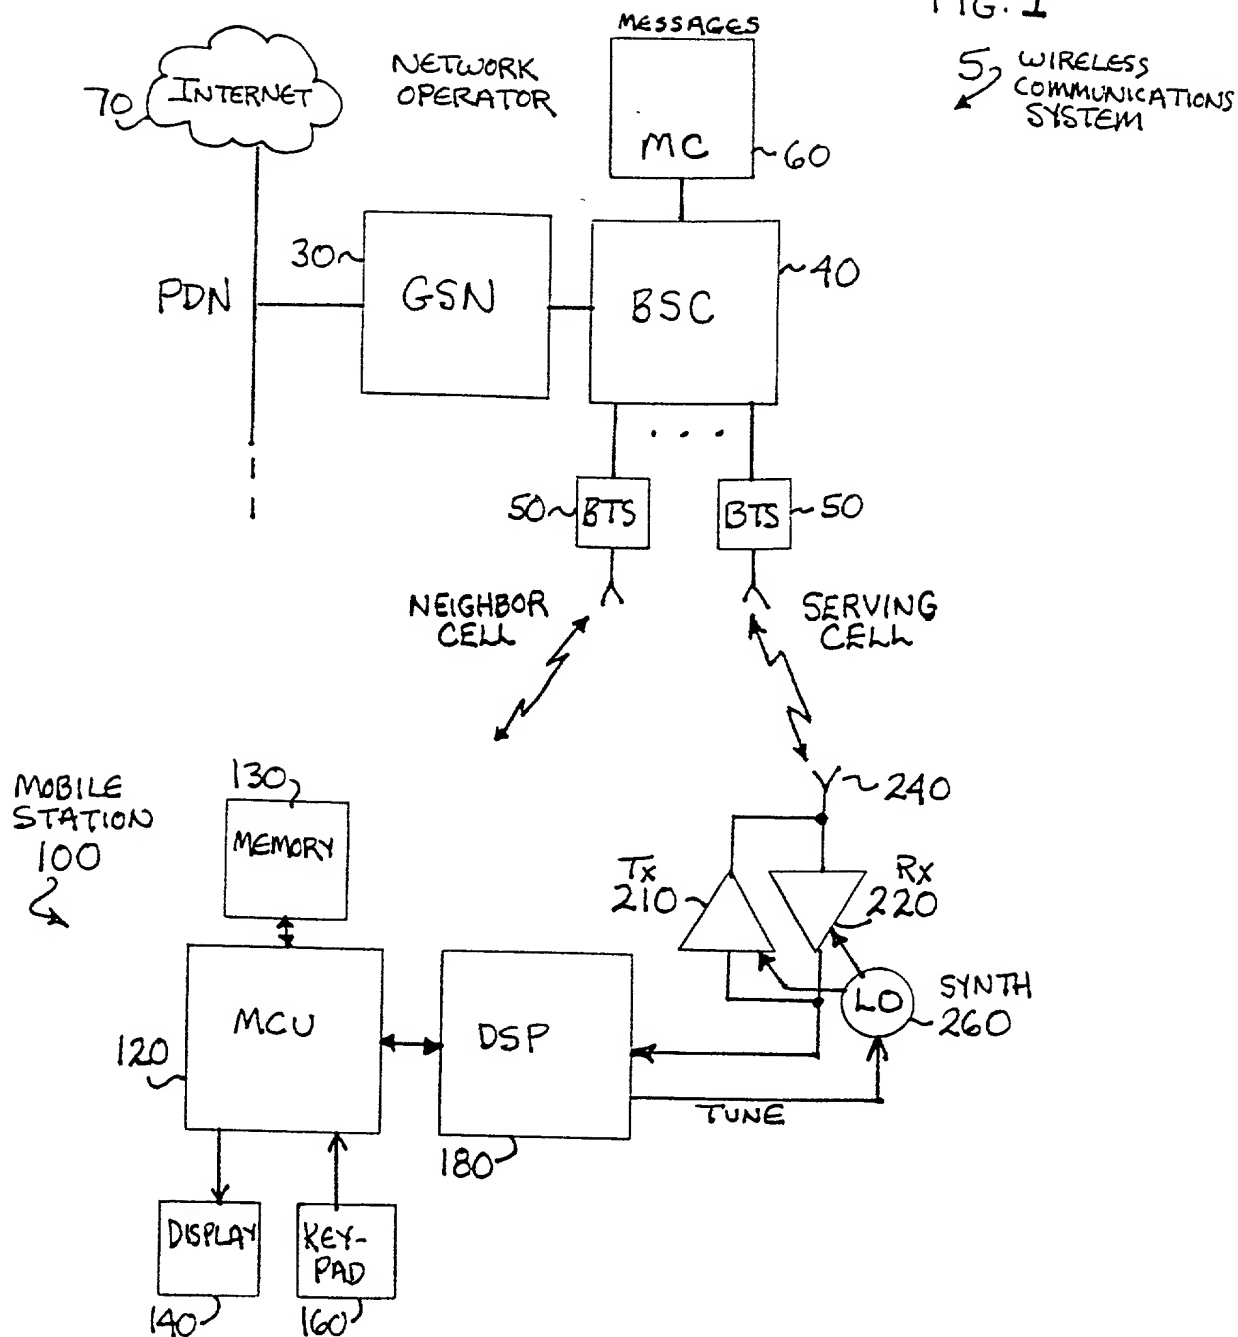 FIG. 1
MESSAGES
5
WIRELESS
COMMUNICATIONS
SYSTEM
NETWORK
OPERATOR
INTERNET
70
MC
60
30
GSN
BSC
40
PDN
50
BTS
BTS
50
NEIGHBOR
CELL
SERVING
CELL
MOBILE
STATION
100
130
MEMORY
240
Tx
210
Rx
220
MCU
120
DSP
LO
SYNTH
260
TUNE
180
DISPLAY
KEY-
PAD
140
160